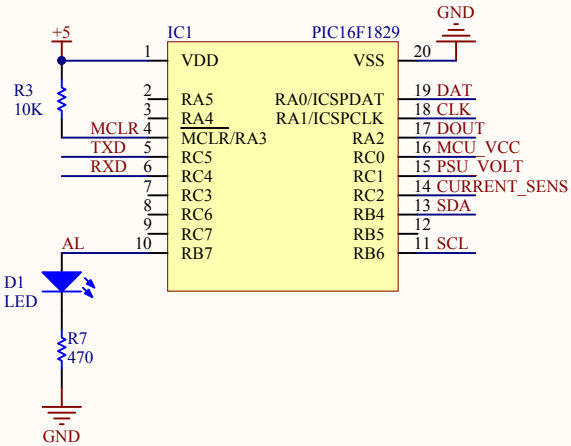 GND
+5
IC1 PIC16F1829
1 VDD VSS 20
R3
10K
2 RA5 RA0/ICSPDAT 19 DAT
3 RA4 RA1/ICSPCLK 18 CLK
MCLR 4 MCLR/RA3 RA2 17 DOUT
TXD 5 RC5 RC0 16 MCU_VCC
RXD 6 RC4 RC1 15 PSU_VOLT
7 RC3 RC2 14 CURRENT_SENS
8 RC6 RB4 13 SDA
9 RC7 RB5 12
AL 10 RB7 RB6 11 SCL
D1
LED
R7
470
GND